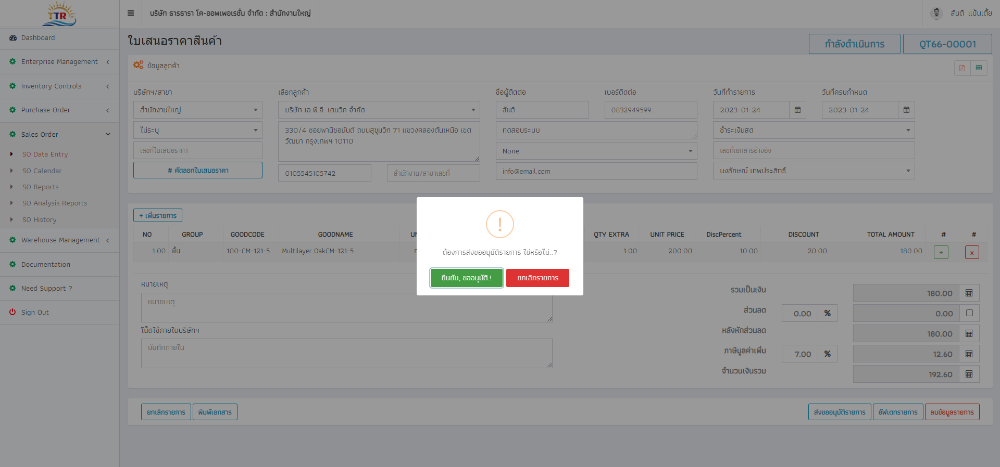 TTR
บริษัท ธารธารา โค-ออพเพอเรชั่น จำกัด : สำนักงานใหญ่
สันติ แป้นเตี้ย
Dashboard
Enterprise Management
Inventory Controls
Purchase Order
Sales Order
SO Data Entry
SO Calendar
SO Reports
SO Analysis Reports
SO History
Warehouse Management
Documentation
Need Support ?
Sign Out
ใบเสนอราคาสินค้า
กำลังดำเนินการ QT66-00001
ข้อมูลลูกค้า
บริษัทฯ/สาขา เลือกลูกค้า ชื่อผู้ติดต่อ เบอร์ติดต่อ วันที่ทำรายการ วันที่ครบกำหนด
สำนักงานใหญ่ บริษัท เอ.พี.จี. เดนวิท จำกัด สันติ 0832949599 2023-01-24 2023-01-24
ไม่ระบุ 330/4 ซอยพานิชอนันต์ ถนนสุขุมวิท 71 แขวงคลองตันเหนือ เขต ทดสอบระบบ ชำระเงินสด
วัฒนา กรุงเทพฯ 10110
เลขที่ใบเสนอราคา None เลขที่เอกสารอ้างอิง
# คัดลอกใบเสนอราคา 0105545105742 สำนักงาน/สาขาเลขที่ info@email.com นงลักษณ์ เทพประสิทธิ์
+ เพิ่มรายการ
NO GROUP GOODCODE GOODNAME QTY EXTRA UNIT PRICE DiscPercent DISCOUNT TOTAL AMOUNT # #
1.00 พื้น 100-CM-121-5 Multilayer OakCM-121-5 1.00 200.00 10.00 20.00 180.00 + x
!
ต้องการส่งขออนุมัติรายการ ใช่หรือไม่..?
ยืนยัน, ขออนุมัติ.! ยกเลิกรายการ
หมายเหตุ
หมายเหตุ
โน๊ตใช้ภายในบริษัทฯ
บันทึกภายใน
รวมเป็นเงิน 180.00
ส่วนลด 0.00 % 0.00
หลังหักส่วนลด 180.00
ภาษีมูลค่าเพิ่ม 7.00 % 12.60
จำนวนเงินรวม 192.60
ยกเลิกรายการ พิมพ์เอกสาร ส่งขออนุมัติรายการ อัฟเดทรายการ ลบข้อมูลรายการ